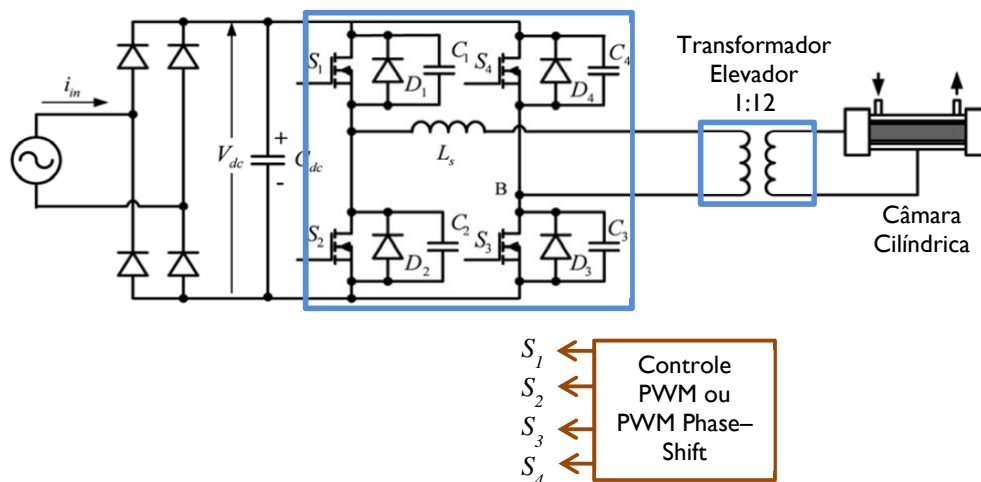 i_in
V_dc
+
C_dc
-
S_1
D_1
C_1
S_4
D_4
C_4
L_s
B
S_2
D_2
C_2
S_3
D_3
C_3
Transformador
Elevador
1:12
Câmara
Cilíndrica
S_1
S_2
S_3
S_4
Controle
PWM ou
PWM Phase–
Shift